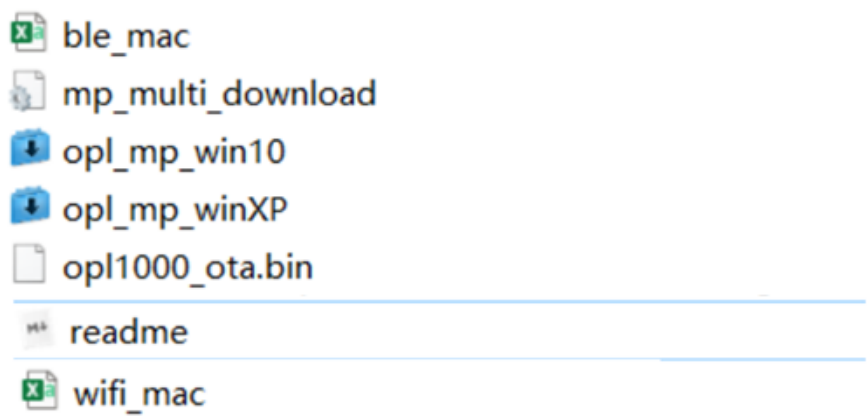 ble_mac
mp_multi_download
opl_mp_win10
opl_mp_winXP
opl1000_ota.bin
readme
wifi_mac